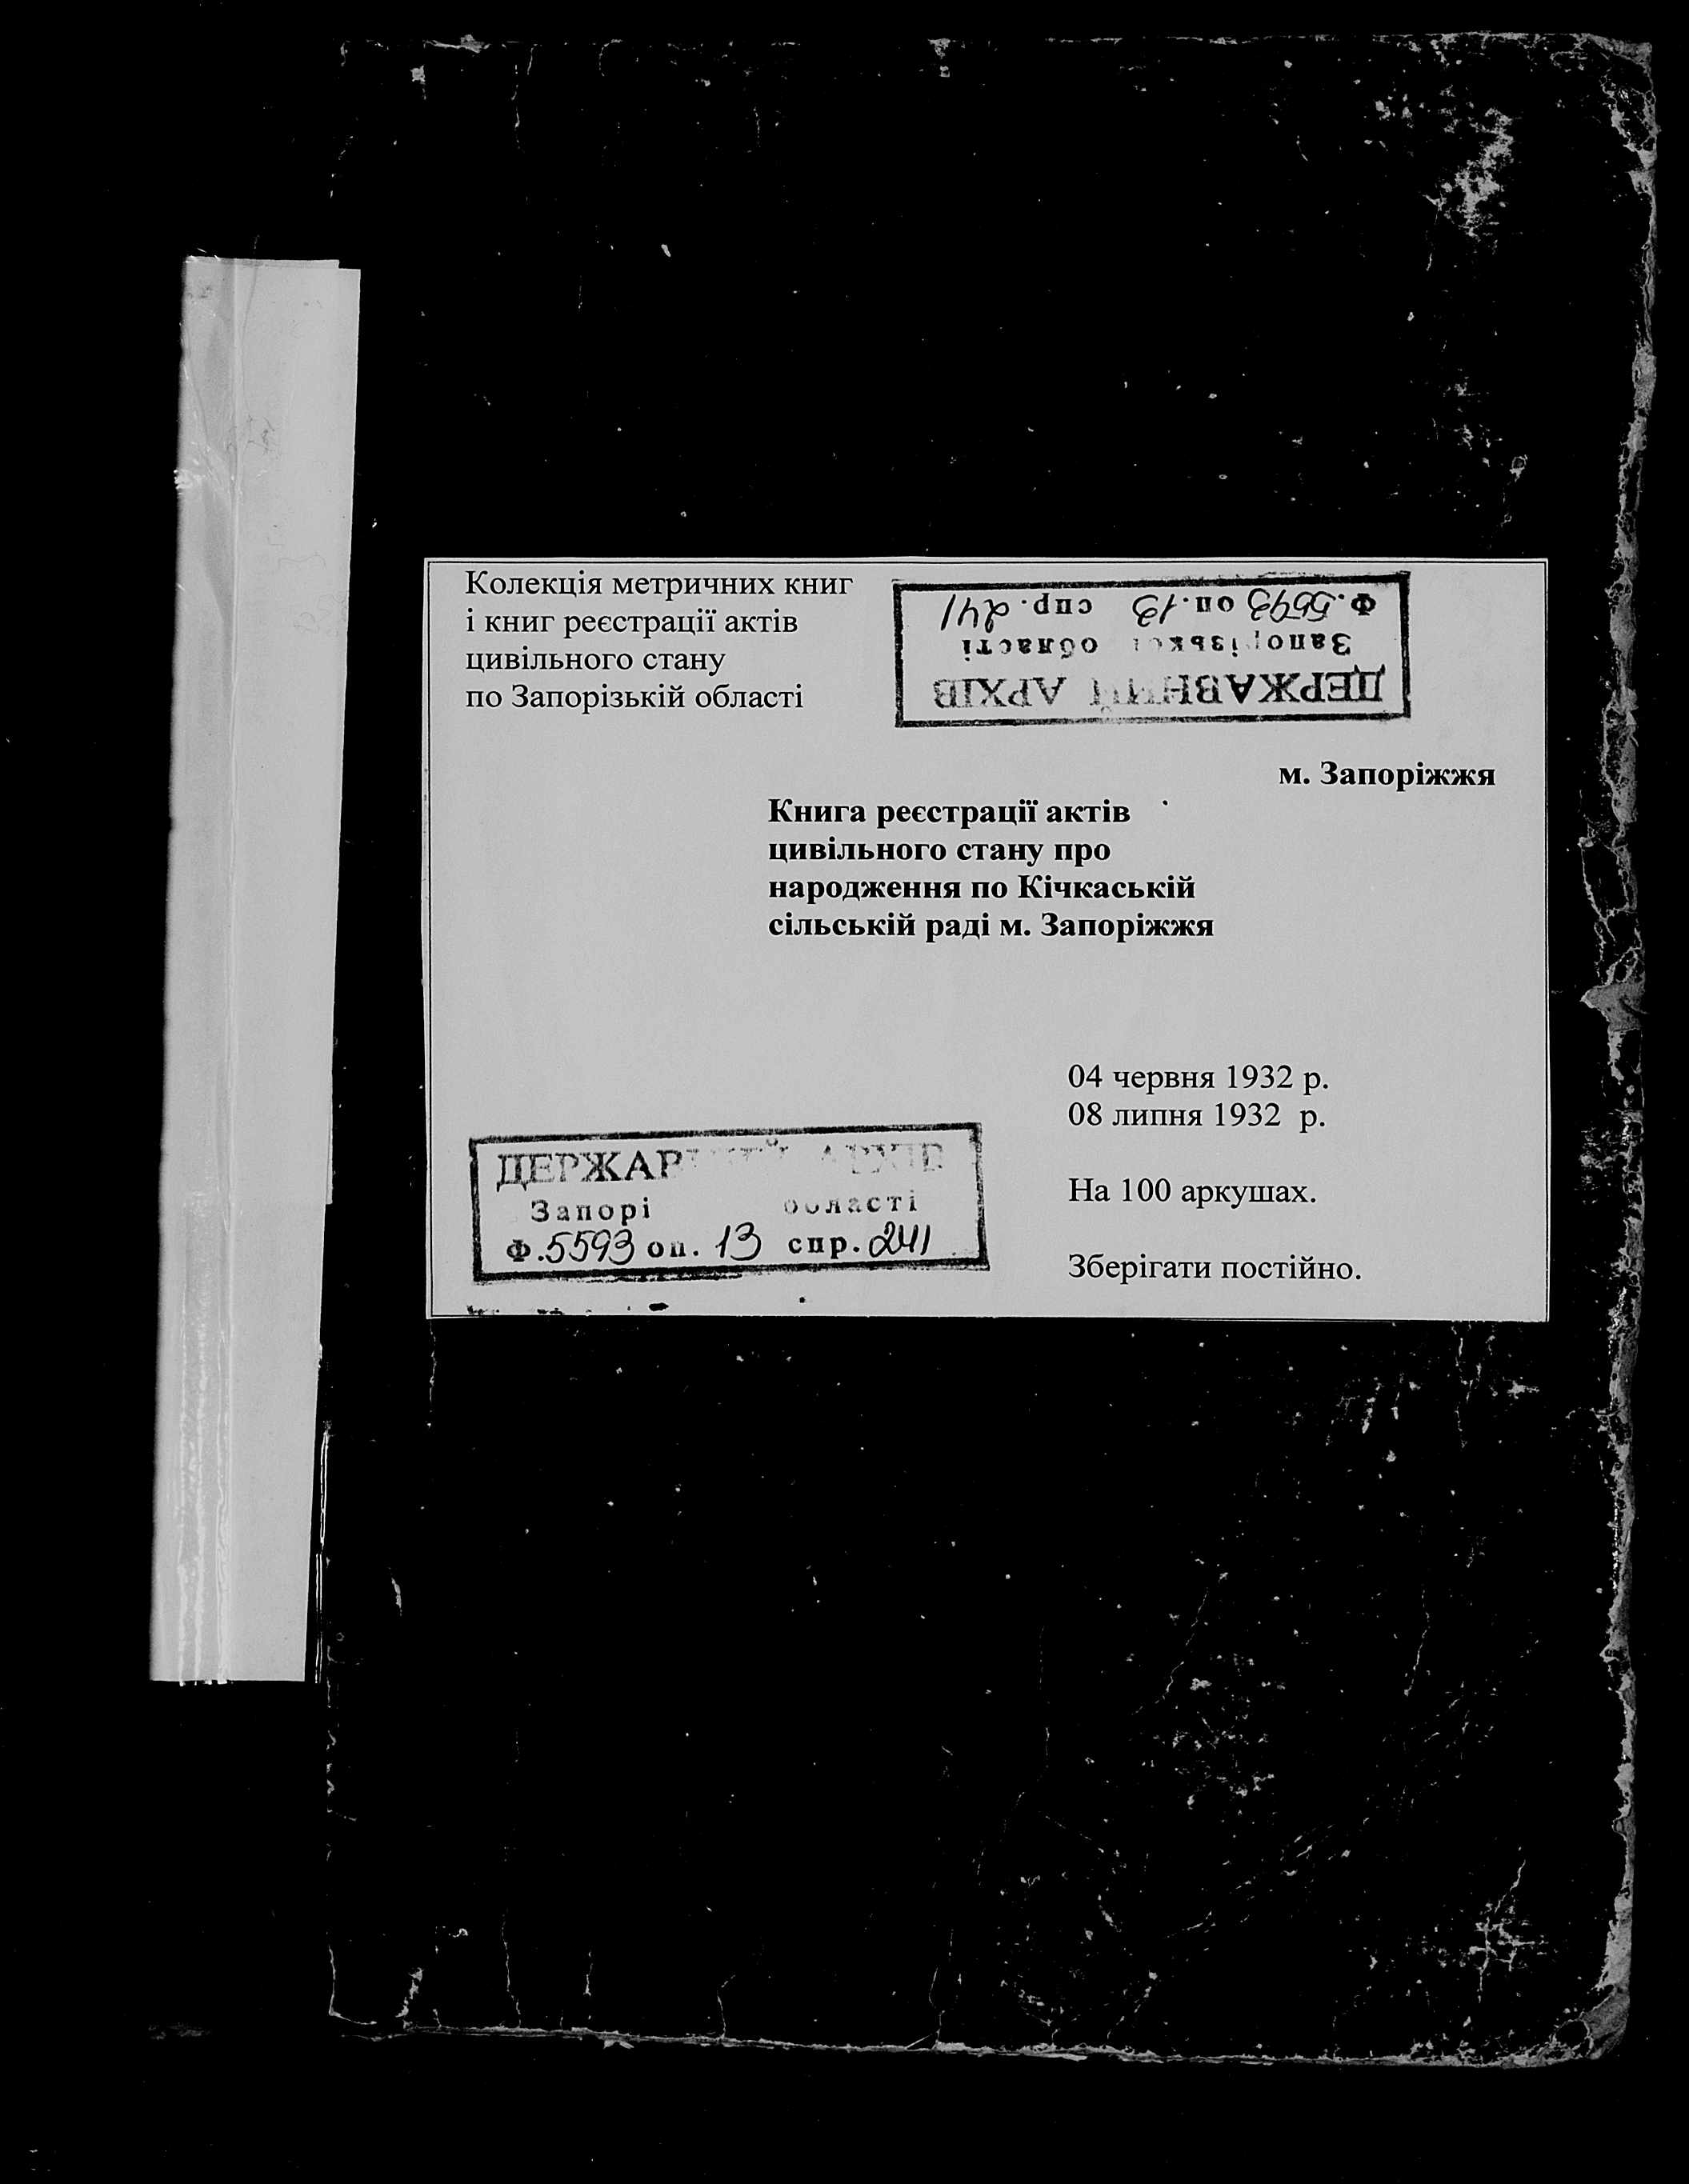 Колекція метричних книг
і книг реєстрації актів
цивільного стану
по Запорізькій області
ДЕРЖАВНИЙ АРХІВ
Запорізької області
Ф. 5593 оп. 13 спр. 241
м. Запоріжжя
Книга реєстрації актів
цивільного стану про
народження по Кічкаській
сільській раді м. Запоріжжя
04 червня 1932 р.
08 липня 1932 р.
На 100 аркушах.
Зберігати постійно.
ДЕРЖАВНИЙ АРХІВ
Запорі області
Ф. 5593 оп. 13 спр. 241